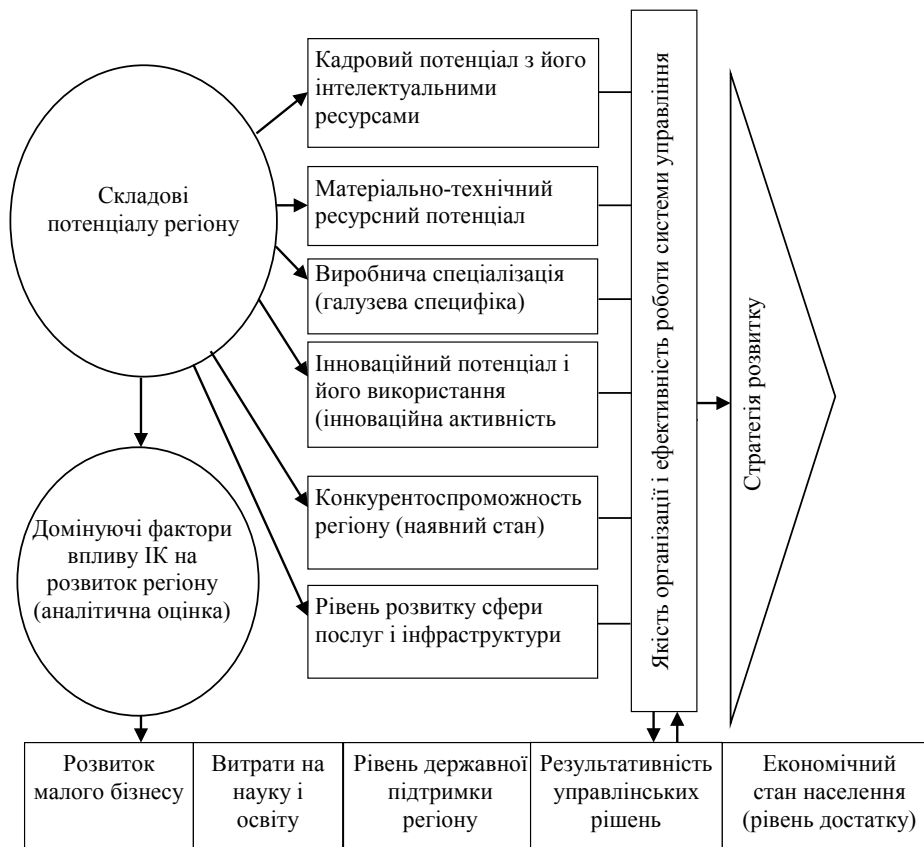 Складові
потенціалу регіону
Кадровий потенціал з його
інтелектуальними
ресурсами
Матеріально-технічний
ресурсний потенціал
Виробнича спеціалізація
(галузева специфіка)
Інноваційний потенціал і
його використання
(інноваційна активність
Конкурентоспроможность
регіону (наявний стан)
Рівень розвитку сфери
послуг і інфраструктури
Якість організації і ефективність роботи системи управління
Стратегія розвитку
Домінуючі фактори
впливу ІК на
розвиток регіону
(аналітична оцінка)
Розвиток
малого бізнесу
Витрати на
науку і
освіту
Рівень державної
підтримки
регіону
Результативність
управлінських
рішень
Економічний
стан населення
(рівень достатку)